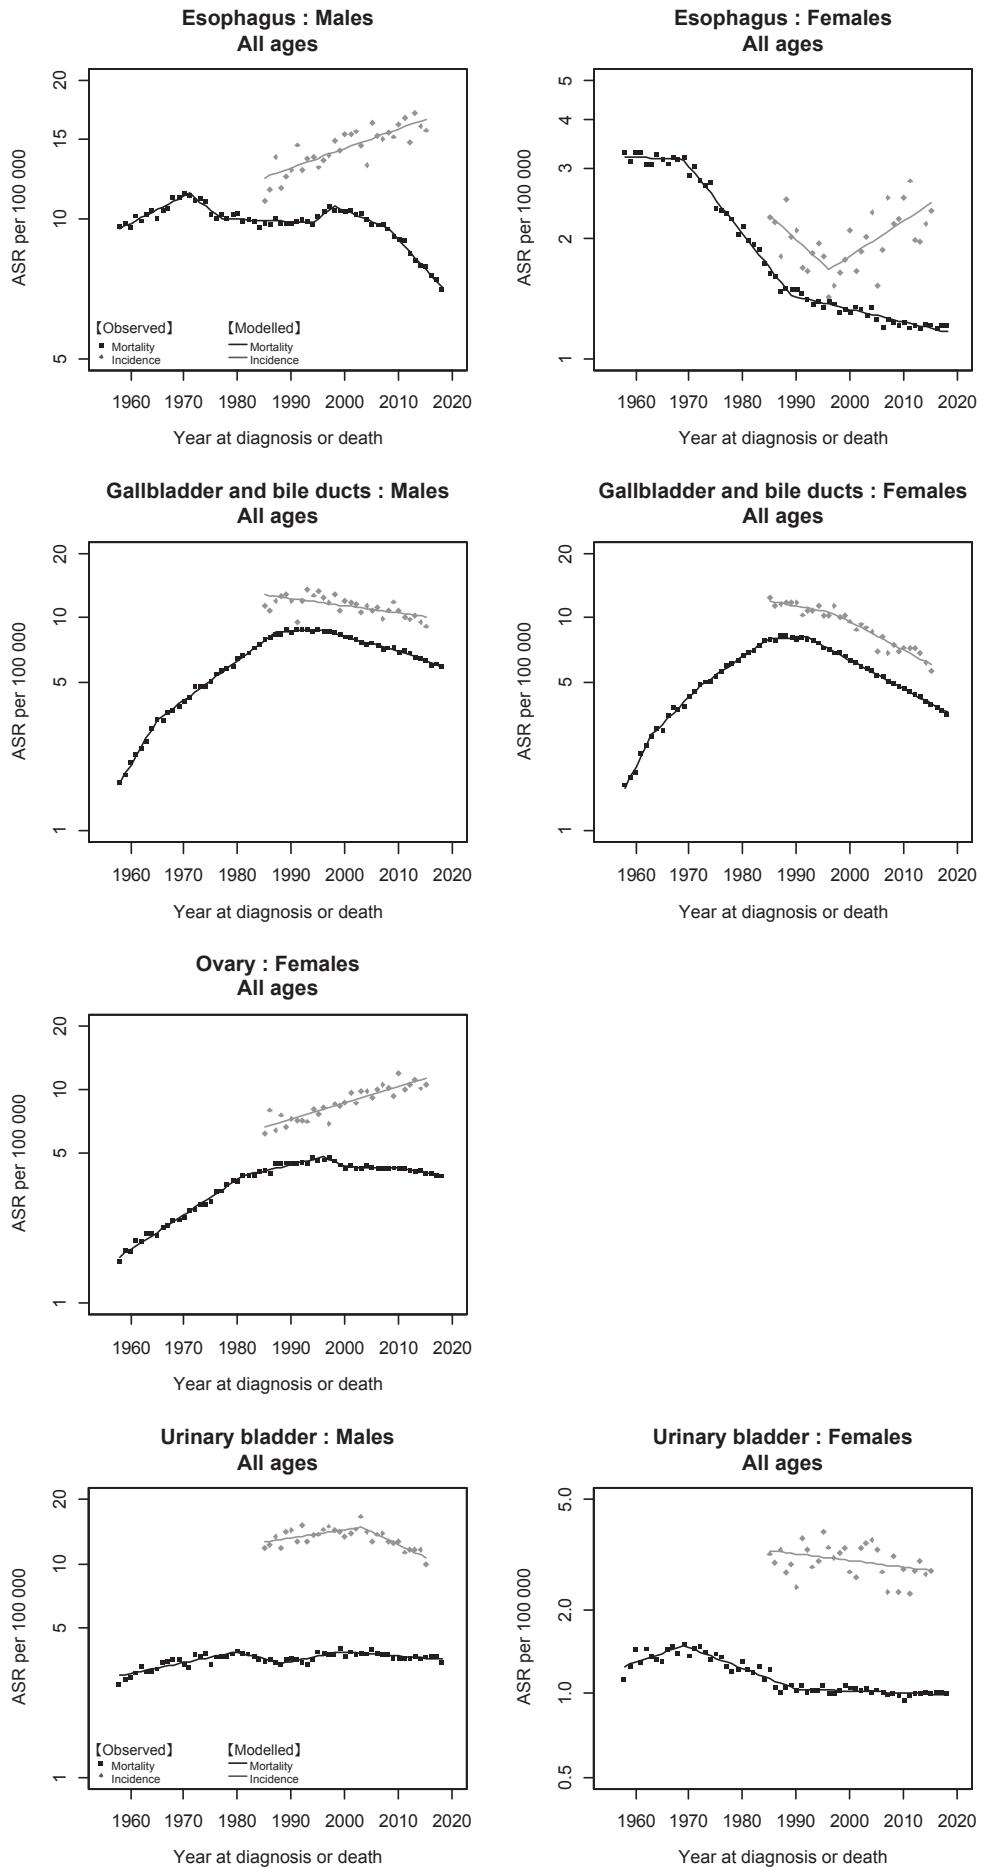 Esophagus : Males
All ages
ASR per 100 000
20
15
10
5
【Observed】 【Modelled】
Mortality Mortality
Incidence Incidence
1960 1970 1980 1990 2000 2010 2020
Year at diagnosis or death
Esophagus : Females
All ages
ASR per 100 000
5
4
3
2
1
1960 1970 1980 1990 2000 2010 2020
Year at diagnosis or death
Gallbladder and bile ducts : Males
All ages
ASR per 100 000
20
10
5
1
1960 1970 1980 1990 2000 2010 2020
Year at diagnosis or death
Gallbladder and bile ducts : Females
All ages
ASR per 100 000
20
10
5
1
1960 1970 1980 1990 2000 2010 2020
Year at diagnosis or death
Ovary : Females
All ages
ASR per 100 000
20
10
5
1
1960 1970 1980 1990 2000 2010 2020
Year at diagnosis or death
Urinary bladder : Males
All ages
ASR per 100 000
20
10
5
1
【Observed】 【Modelled】
Mortality Mortality
Incidence Incidence
1960 1970 1980 1990 2000 2010 2020
Year at diagnosis or death
Urinary bladder : Females
All ages
ASR per 100 000
5.0
2.0
1.0
0.5
1960 1970 1980 1990 2000 2010 2020
Year at diagnosis or death